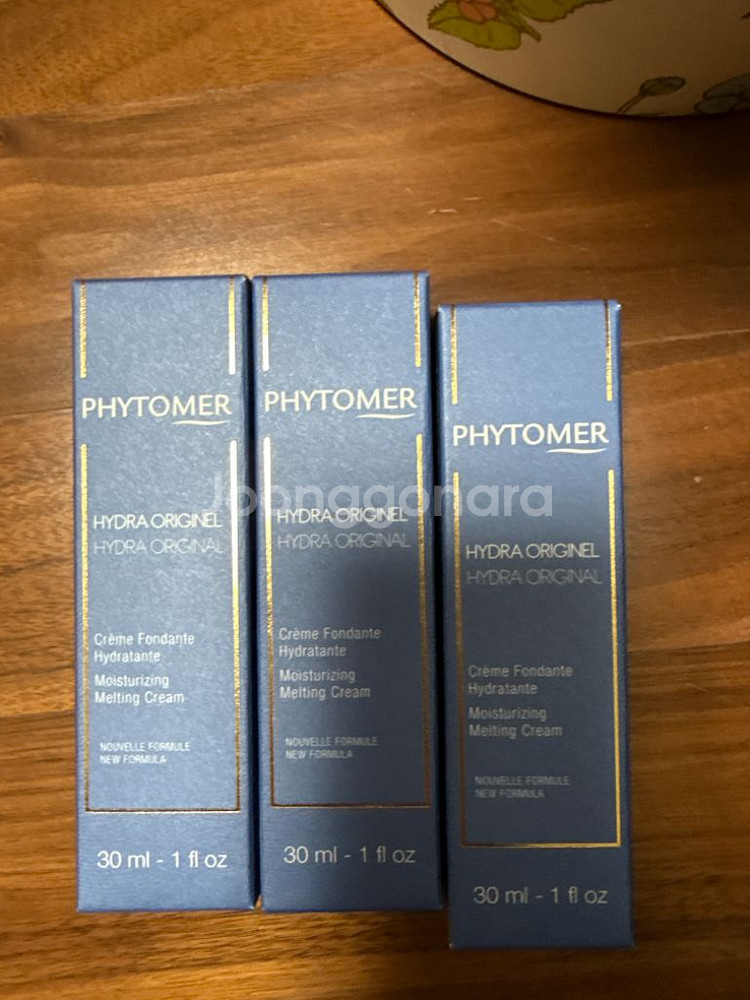 PHYTOMER
HYDRA ORIGINEL
HYDRA ORIGINAL
Crème Fondante
Hydratante
Moisturizing
Melting Cream
NOUVELLE FORMULE
NEW FORMULA
30 ml - 1 fl oz
PHYTOMER
HYDRA ORIGINEL
HYDRA ORIGINAL
Crème Fondante
Hydratante
Moisturizing
Melting Cream
NOUVELLE FORMULE
NEW FORMULA
30 ml - 1 fl oz
PHYTOMER
HYDRA ORIGINEL
HYDRA ORIGINAL
Crème Fondante
Hydratante
Moisturizing
Melting Cream
NOUVELLE FORMULE
NEW FORMULA
30 ml - 1 fl oz
Joonggonara